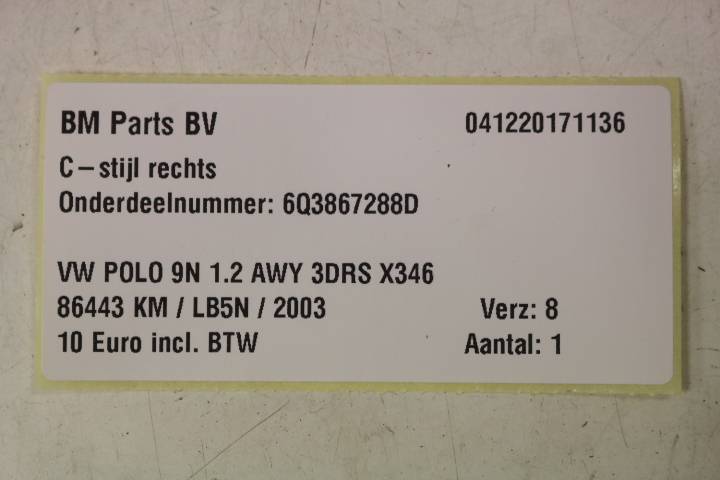 BM Parts BV 041220171136
C-stijl rechts
Onderdeelnummer: 6Q3867288D
VW POLO 9N 1.2 AWY 3DRS X346
86443 KM / LB5N / 2003 Verz: 8
10 Euro incl. BTW Aantal: 1